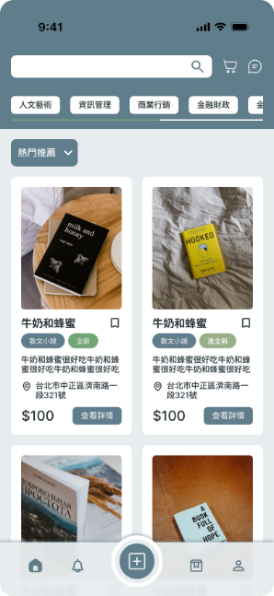 9:41
人文藝術 資訊管理 商業行銷 金融財政 金
熱門推薦
milk and
honey
HOOKED
牛奶和蜂蜜 牛奶和蜂蜜
散文小說 全新 散文小說 過全新
牛奶和蜂蜜很好吃牛奶和蜂 牛奶和蜂蜜很好吃牛奶和蜂
蜜很好吃牛奶和蜂蜜很好吃 蜜很好吃牛奶和蜂蜜很好吃
台北市中正區濟南路一 台北市中正區濟南路一
段321號 段321號
$100 查看詳情 $100 查看詳情
ДОБРОВОЛЬНАЯ
ПРОСТОТА
A
BOOK
FULL OF
HOPE